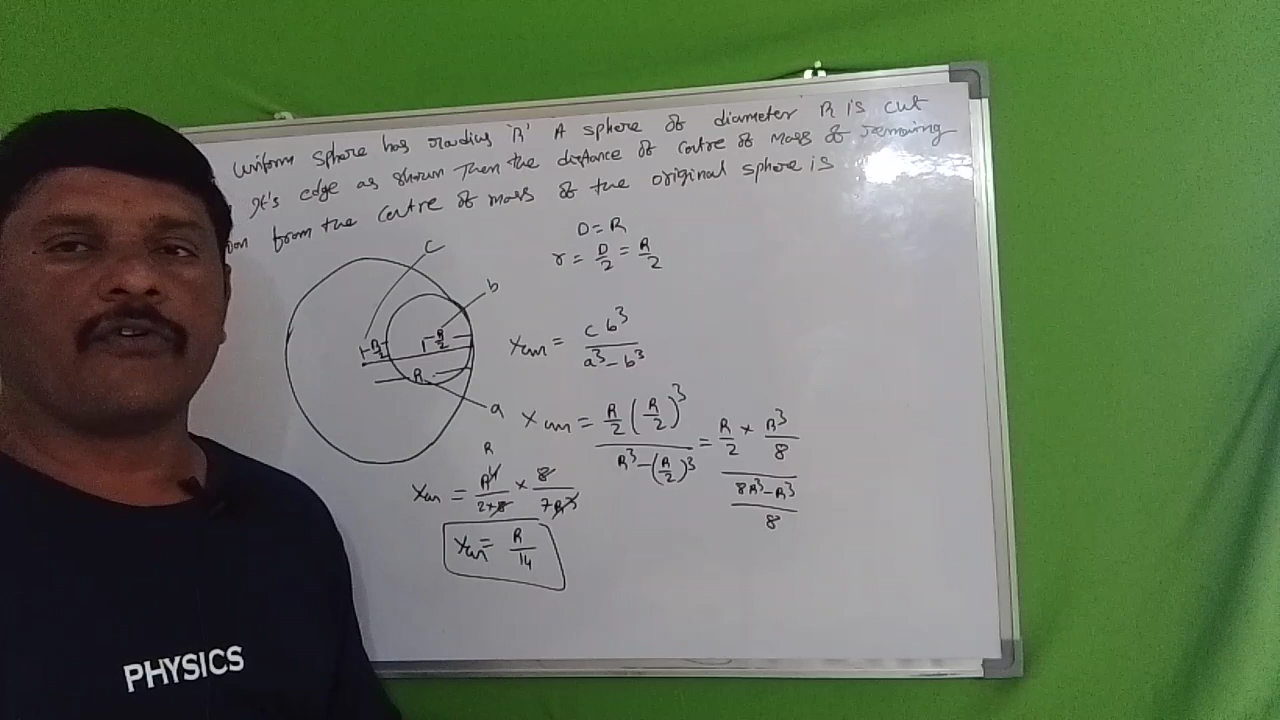 uniform sphere has radius 'R' A sphere of diameter R is cut
It's edge as shown Then the distance of centre of mass of remaining
from the centre of mass of the original sphere is
D = R
r = D/2 = R/2
c
b
R/2
R/2
R
a
xcm = c b³ / a³ - b³
xcm = R/2 (R/2)³ / R³ - (R/2)³ = R/2 × R³/8 / 8R³ - R³ / 8
R
xcm = R⁴ / 2×8 × 8 / 7R³
xcm = R/14
PHYSICS